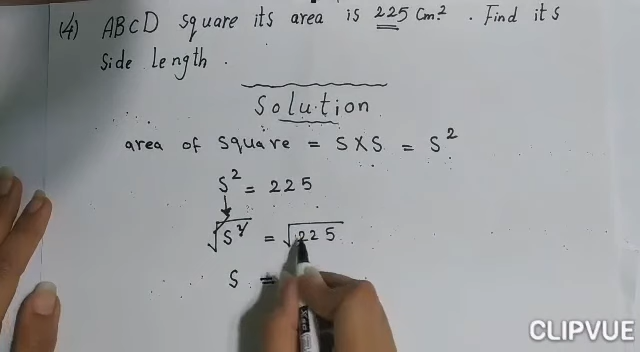 (4) ABCD square its area is 225 cm². Find its
side length.
Solution
area of square = S X S = S²
S² = 225
√S² = √225
S =
CLIPVUE